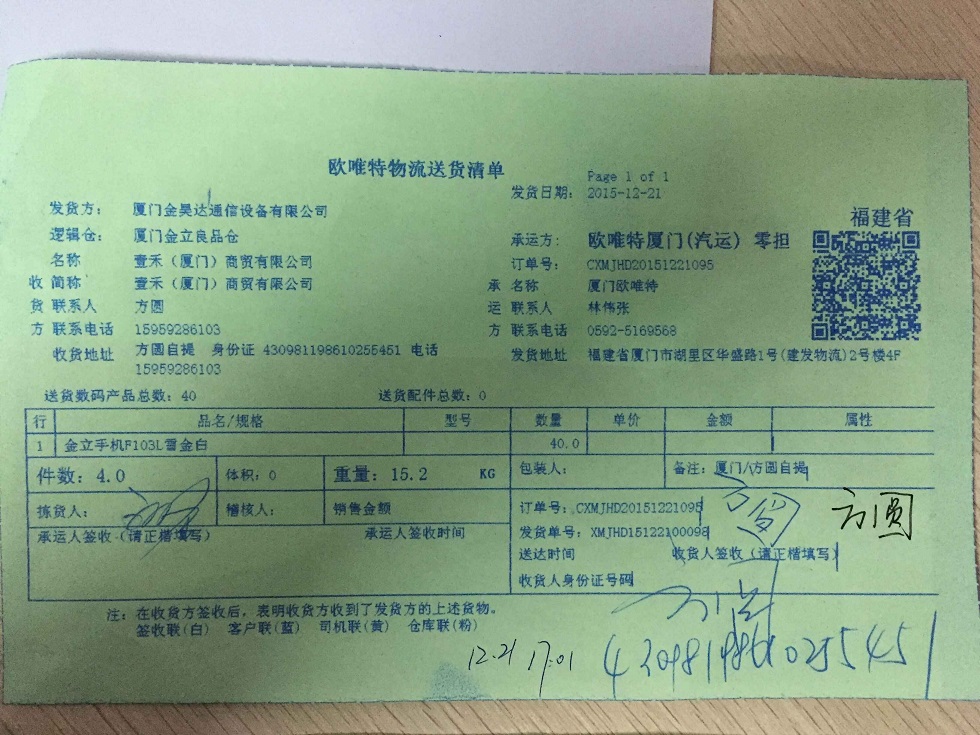 欧唯特物流送货清单
Page 1 of 1
发货日期: 2015-12-21
福建省
发货方: 厦门金昊达通信设备有限公司
逻辑仓: 厦门金立良品仓
承运方: 欧唯特厦门(汽运) 零担
名称 壹禾（厦门）商贸有限公司
订单号: CXMJHD20151221095
收 简称 壹禾（厦门）商贸有限公司
承 名称 厦门欧唯特
货 联系人 方圆
运 联系人 林伟张
方 联系电话 15959286103
方 联系电话 0592-5169568
收货地址 方圆自提 身份证 430981198610255451 电话
15959286103
发货地址 福建省厦门市湖里区华盛路1号(建发物流)2号楼4F
送货数码产品总数: 40 送货配件总数: 0
行 品名/规格 型号 数量 单价 金额 属性
1 金立手机F103L雪金白 40.0
件数: 4.0 体积: 0 重量: 15.2 KG 包装人: 备注: 厦门/方圆自提
拣货人: 稽核人: 销售金额
订单号: CXMJHD20151221095
承运人签收 (请正楷填写) 承运人签收时间
发货单号: XMJHD15122100098
送达时间 收货人签收 (请正楷填写)
收货人身份证号码
方圆
方圆
方圆
注: 在收货方签收后, 表明收货方收到了发货方的上述货物。
签收联(白) 客户联(蓝) 司机联(黄) 仓库联(粉)
12.21 17:01 430981198610255451